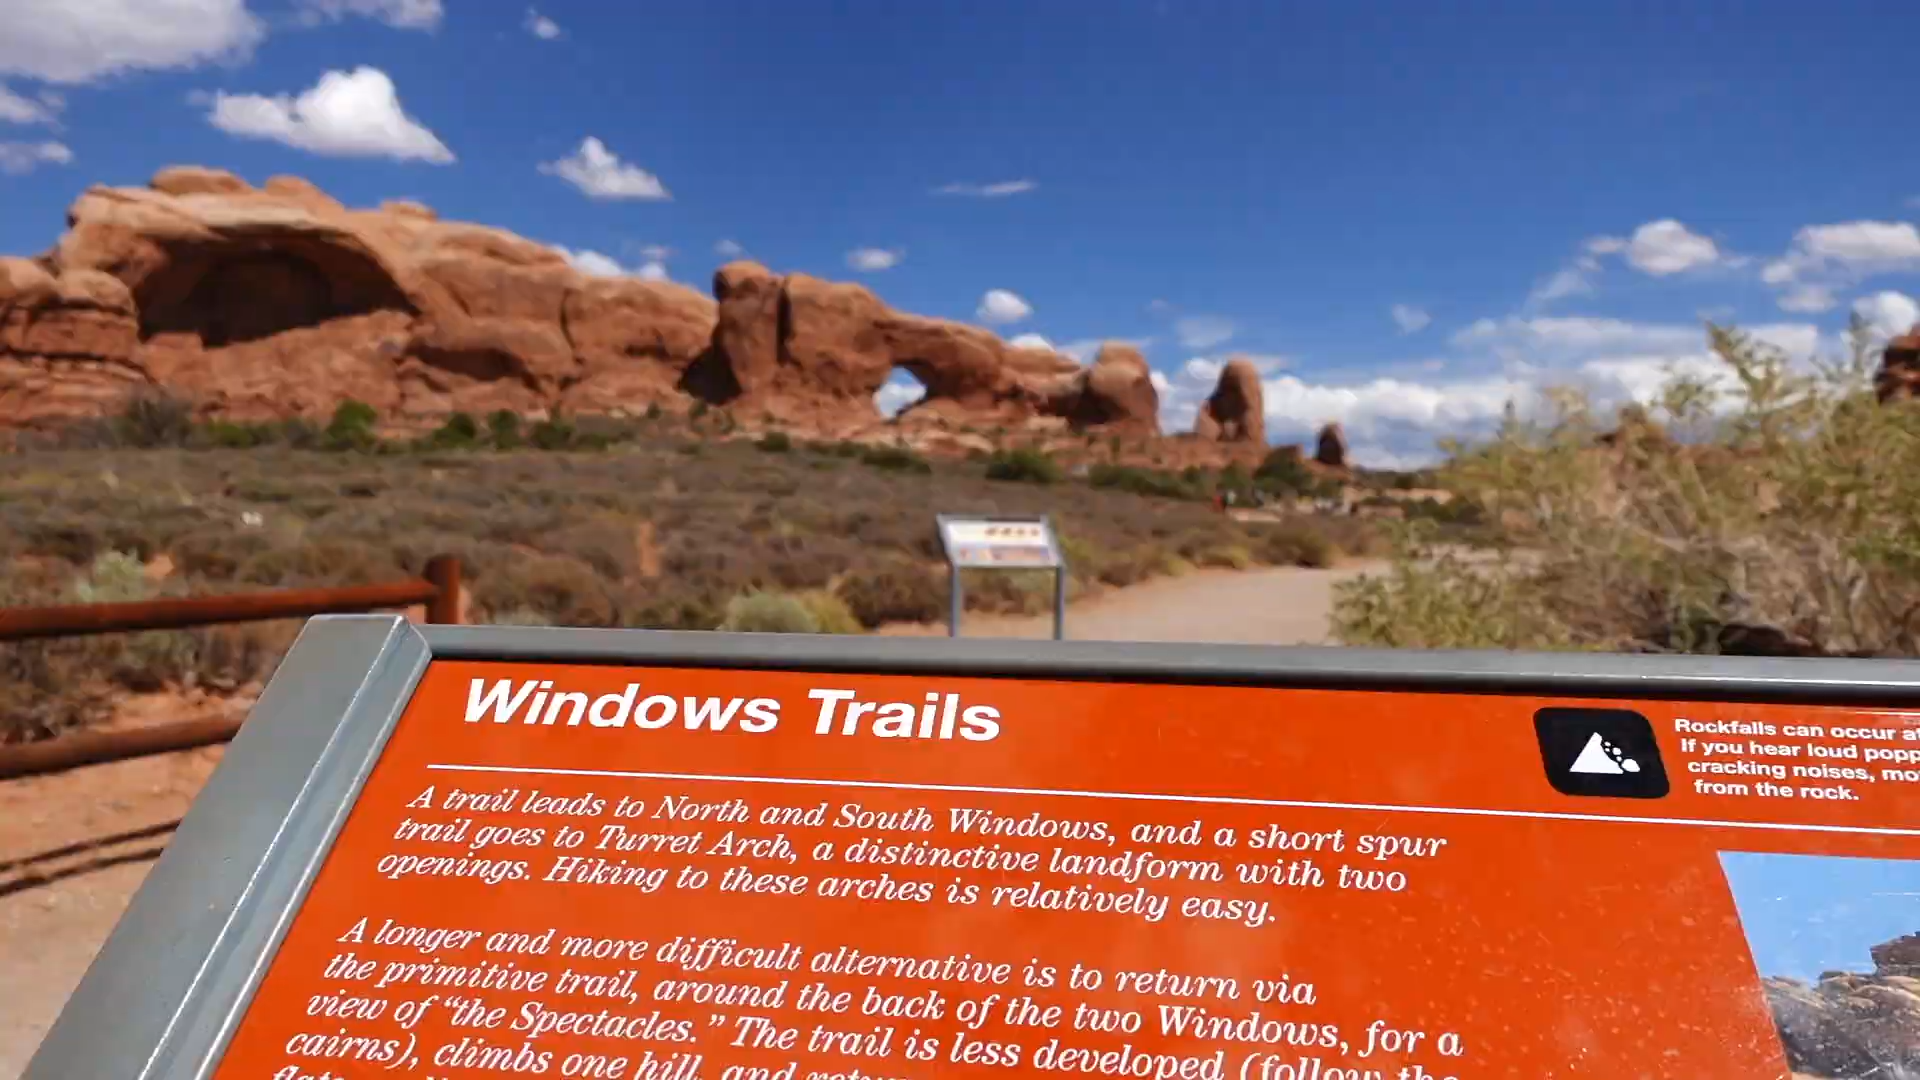 Windows Trails
Rockfalls can occur
If you hear loud
cracking noises,
from the rock.
A trail leads to North and South Windows, and a short spur
trail goes to Turret Arch, a distinctive landform with two
openings. Hiking to these arches is relatively easy.
A longer and more difficult alternative is to return via
the primitive trail, around the back of the two Windows, for a
view of “the Spectacles.” The trail is less developed (follow the
cairns), climbs one hill, and